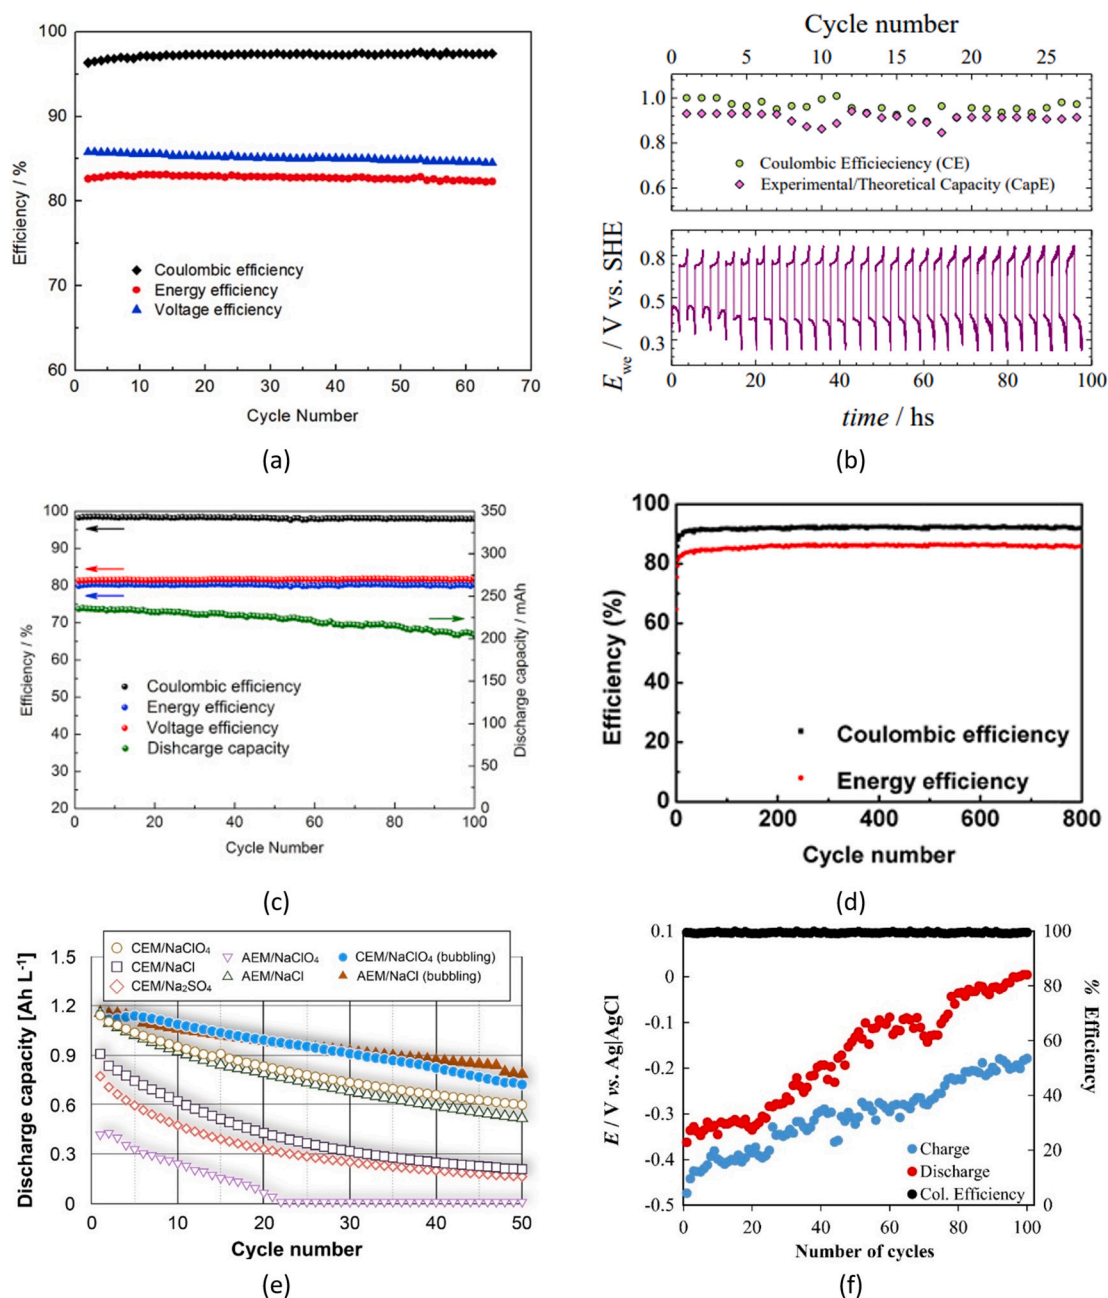 100
90
80
70
60
Efficiency / %
Coulombic efficiency
Energy efficiency
Voltage efficiency
0 10 20 30 40 50 60 70
Cycle Number
(a)
Cycle number
0 5 10 15 20 25
1.0
0.8
0.6
Coulombic Efficieciency (CE)
Experimental/Theoretical Capacity (CapE)
E we / V vs. SHE
0.8
0.5
0.3
0 20 40 60 80 100
time / hs
(b)
100
90
80
70
60
50
40
30
20
Efficiency / %
350
300
250
200
150
100
50
0
Discharge capacity / mAh
Coulombic efficiency
Energy efficiency
Voltage efficiency
Dishcarge capacity
0 20 40 60 80 100
Cycle Number
(c)
100
80
60
40
20
0
Efficiency (%)
Coulombic efficiency
Energy efficiency
0 200 400 600 800
Cycle number
(d)
Discharge capacity [Ah L-1]
1.5
1.2
0.9
0.6
0.3
0
CEM/NaClO4
CEM/NaCl
CEM/Na2SO4
AEM/NaClO4
AEM/NaCl
CEM/NaClO4 (bubbling)
AEM/NaCl (bubbling)
0 10 20 30 40 50
Cycle number
(e)
E / V vs. Ag|AgCl
0.1
0
-0.1
-0.2
-0.3
-0.4
-0.5
100
80
60
40
20
0
% Efficiency
Charge
Discharge
Col. Efficiency
0 20 40 60 80 100
Number of cycles
(f)